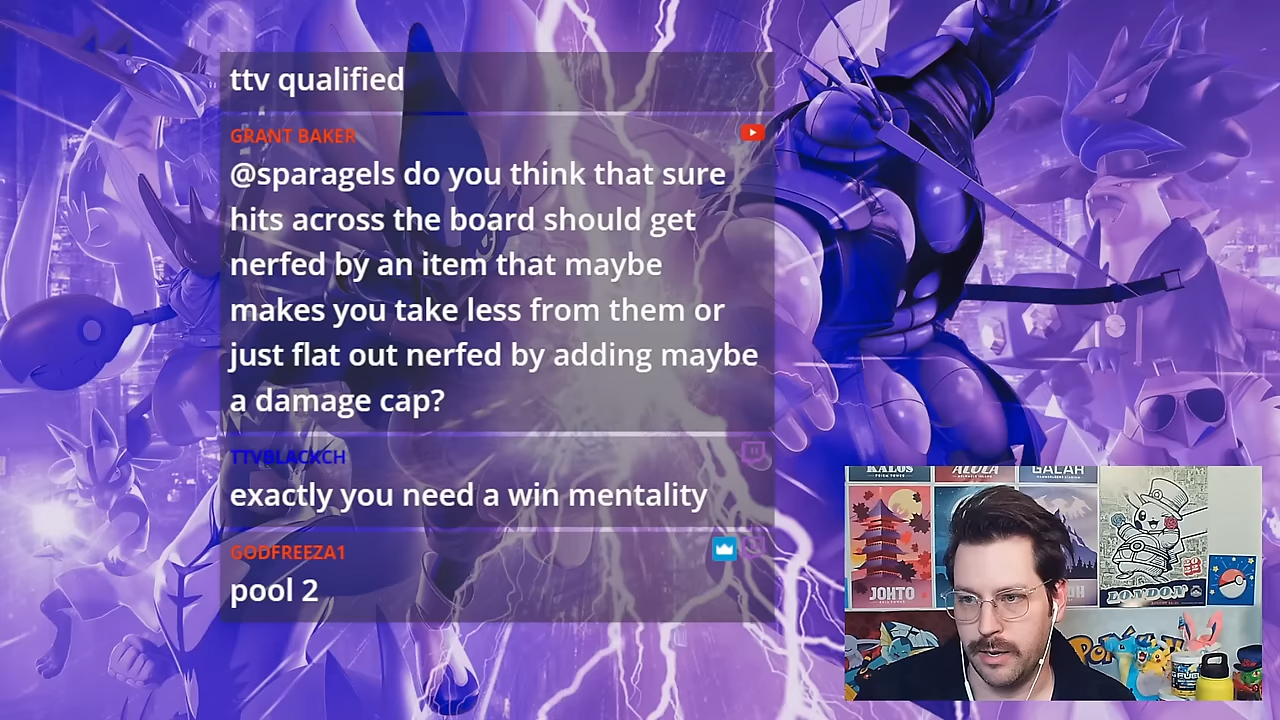 ttv qualified
GRANT BAKER
@sparagels do you think that sure
hits across the board should get
nerfed by an item that maybe
makes you take less from them or
just flat out nerfed by adding maybe
a damage cap?
TTVBLACKCH
exactly you need a win mentality
GODFREEZA1
pool 2
KALOS
ALOLA
GALAR
JOHTO
LONDON
POKÉMON